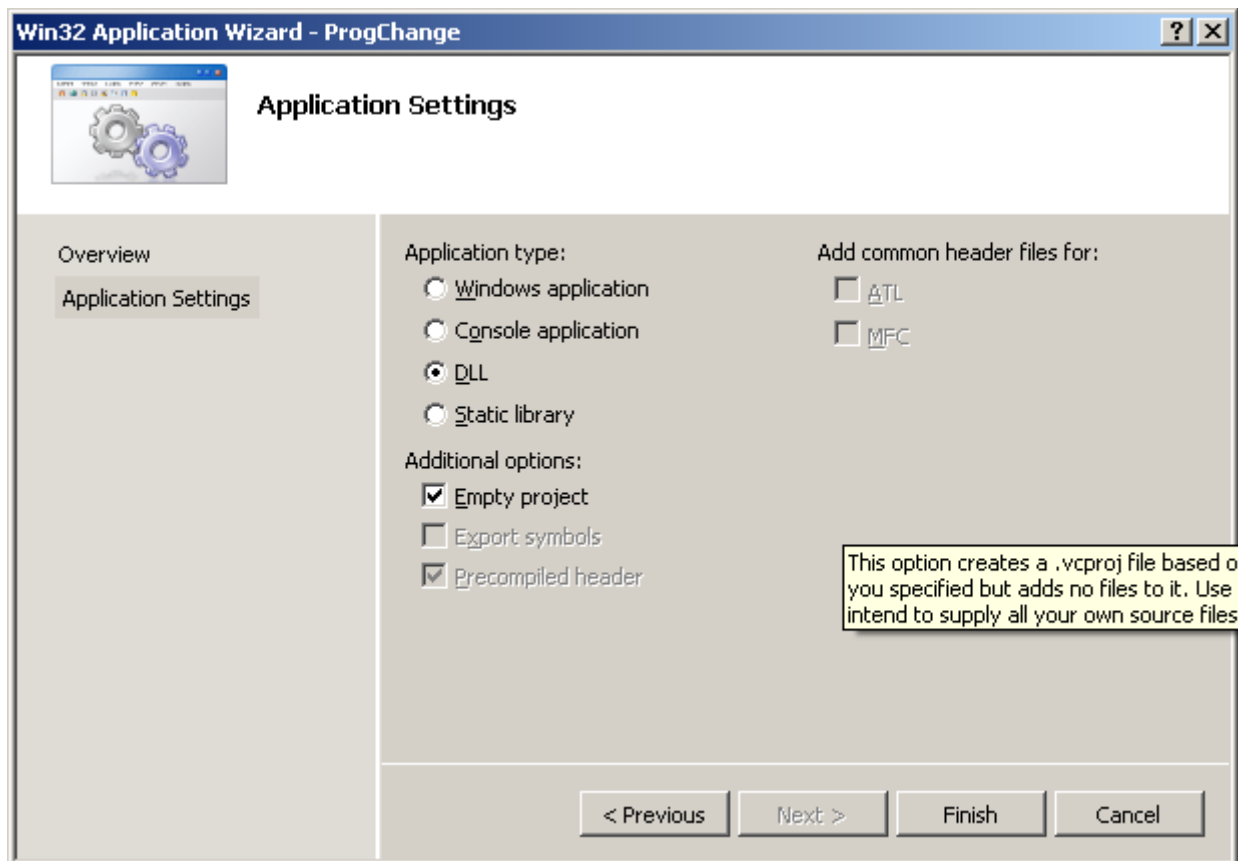 Win32 Application Wizard - ProgChange
Application Settings
Overview
Application Settings
Application type:
Windows application
Console application
DLL
Static library
Additional options:
Empty project
Export symbols
Precompiled header
Add common header files for:
ATL
MFC
This option creates a .vcproj file based o
you specified but adds no files to it. Use
intend to supply all your own source files
< Previous
Next >
Finish
Cancel